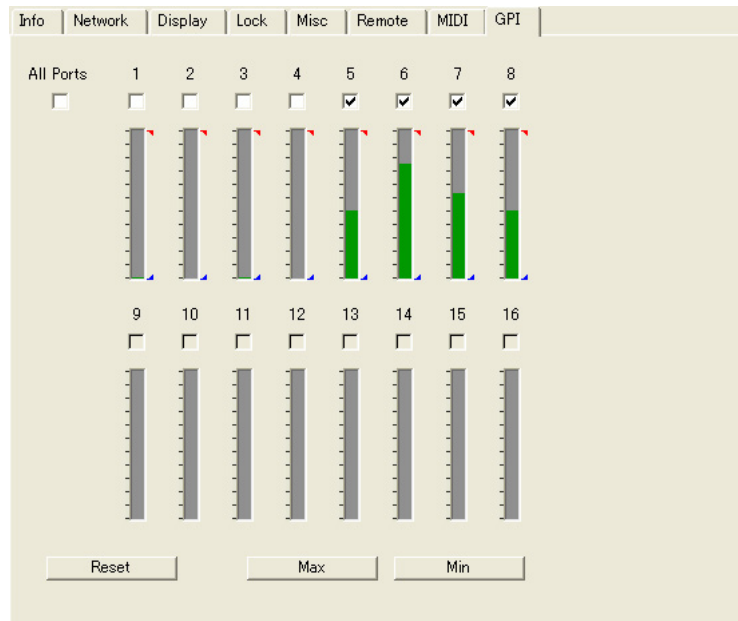 Info Network Display Lock Misc Remote MIDI GPI
All Ports 1 2 3 4 5 6 7 8
9 10 11 12 13 14 15 16
Reset Max Min